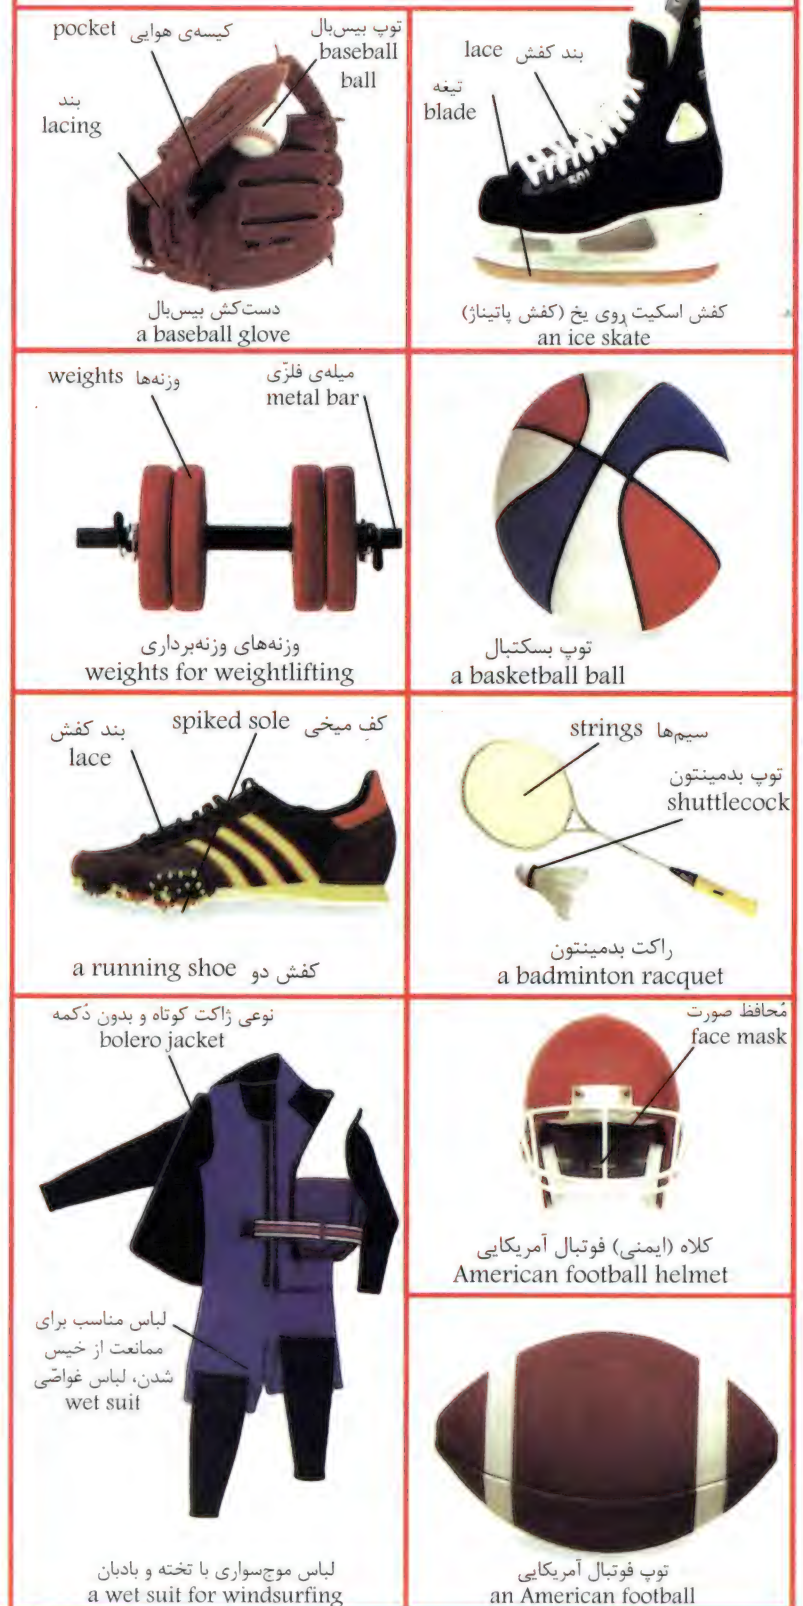 کیسه‌ی هوایی pocket
توپ بیس‌بال
baseball
ball
بند
lacing
دست‌کش بیس‌بال
a baseball glove
بند کفش lace
تیغه
blade
501
کفش اسکیت روی یخ (کفش پاتیناژ)
an ice skate
وزنه‌ها weights
میله‌ی فلزّی
metal bar
وزنه‌های وزنه‌برداری
weights for weightlifting
توپ بسکتبال
a basketball ball
کفِ میخی spiked sole
بند کفش
lace
کفش دو a running shoe
سیم‌ها strings
توپ بدمینتون
shuttlecock
راکت بدمینتون
a badminton racquet
نوعی ژاکت کوتاه و بدون دُکمه
bolero jacket
لباس مناسب برای
ممانعت از خیس
شدن، لباس غواصّی
wet suit
لباس موج‌سواری با تخته و بادبان
a wet suit for windsurfing
مُحافظ صورت
face mask
کلاه (ایمنی) فوتبال آمریکایی
American football helmet
توپ فوتبال آمریکایی
an American football